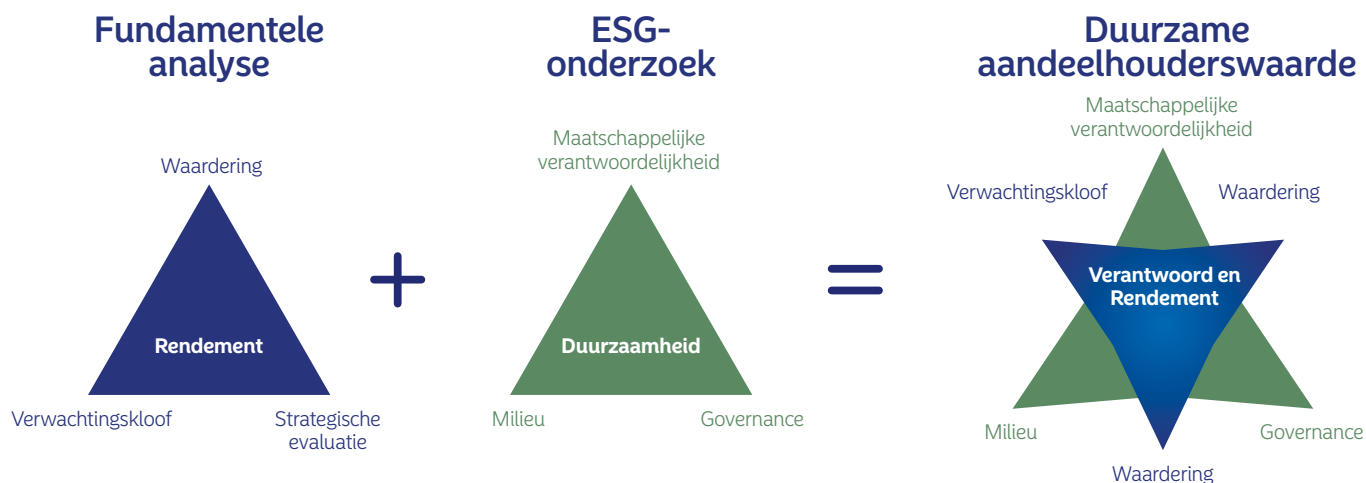 Fundamentele
analyse
Waardering
Rendement
Verwachtingskloof
Strategische
evaluatie
+
ESG-
onderzoek
Maatschappelijke
verantwoordelijkheid
Duurzaamheid
Milieu
Governance
=
Duurzame
aandeelhouderswaarde
Maatschappelijke
verantwoordelijkheid
Verwachtingskloof
Waardering
Verantwoord en
Rendement
Milieu
Governance
Waardering